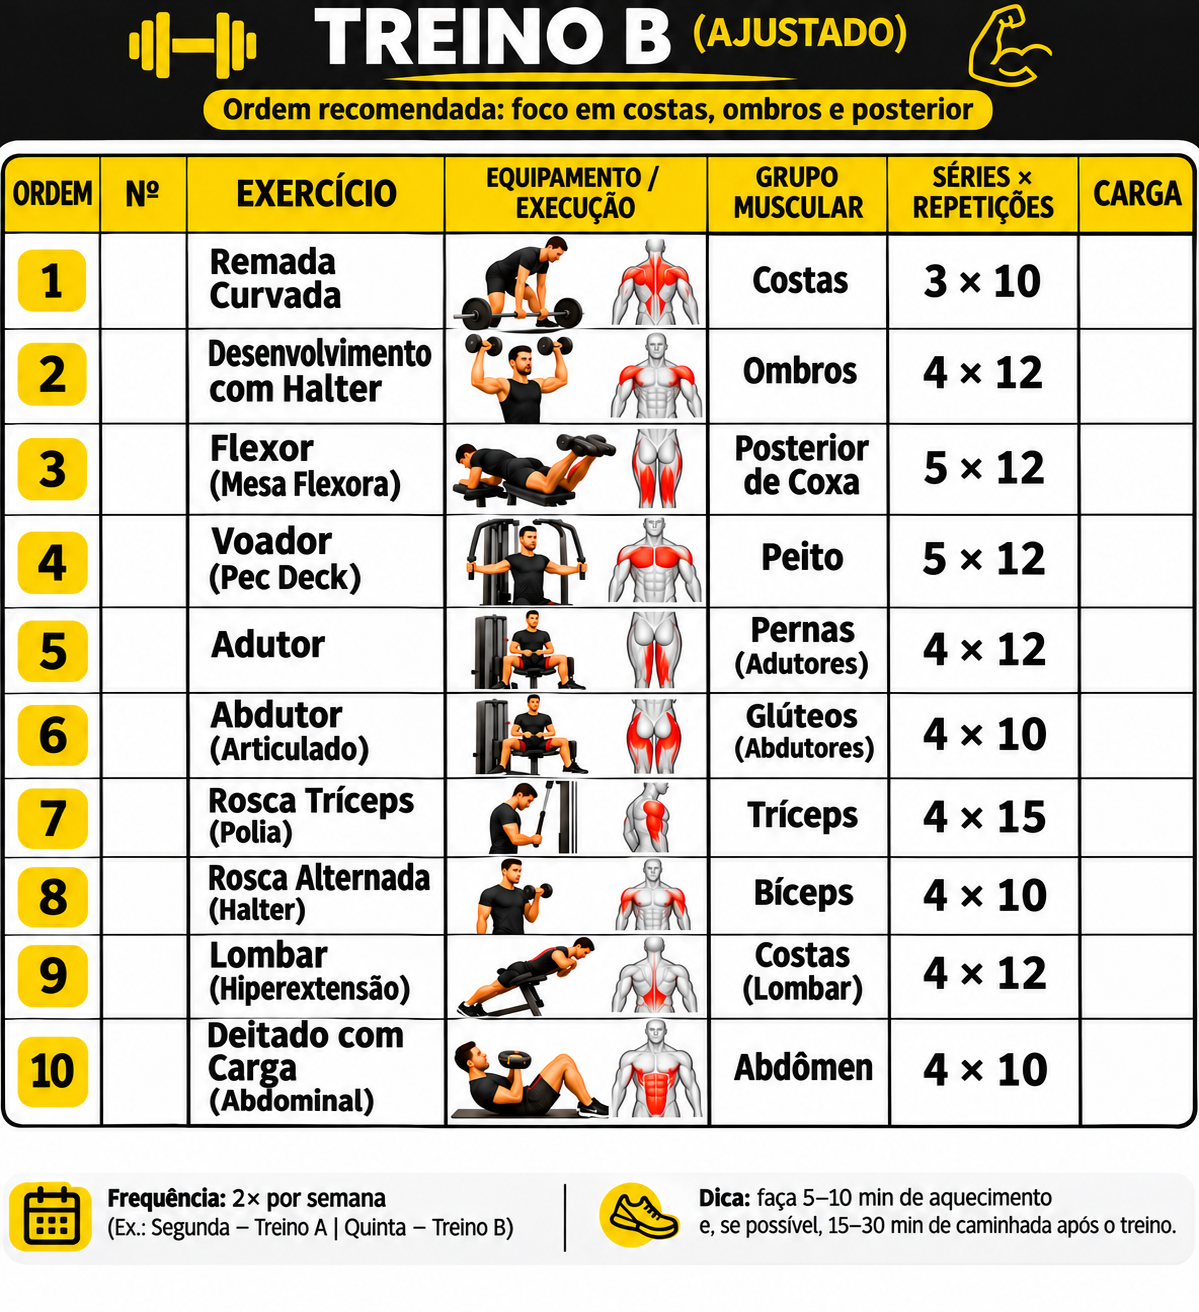 TREINO B (AJUSTADO)
Ordem recomendada: foco em costas, ombros e posterior
ORDEM Nº EXERCÍCIO EQUIPAMENTO / EXECUÇÃO GRUPO MUSCULAR SÉRIES × REPETIÇÕES CARGA
1 Remada Curvada Costas 3 × 10
2 Desenvolvimento com Halter Ombros 4 × 12
3 Flexor (Mesa Flexora) Posterior de Coxa 5 × 12
4 Voador (Pec Deck) Peito 5 × 12
5 Adutor Pernas (Adutores) 4 × 12
6 Abdutor (Articulado) Glúteos (Abdutores) 4 × 10
7 Rosca Tríceps (Polia) Tríceps 4 × 15
8 Rosca Alternada (Halter) Bíceps 4 × 10
9 Lombar (Hiperextensão) Costas (Lombar) 4 × 12
10 Deitado com Carga (Abdominal) Abdômen 4 × 10
Frequência: 2× por semana
(Ex.: Segunda – Treino A | Quinta – Treino B)
Dica: faça 5–10 min de aquecimento
e, se possível, 15–30 min de caminhada após o treino.